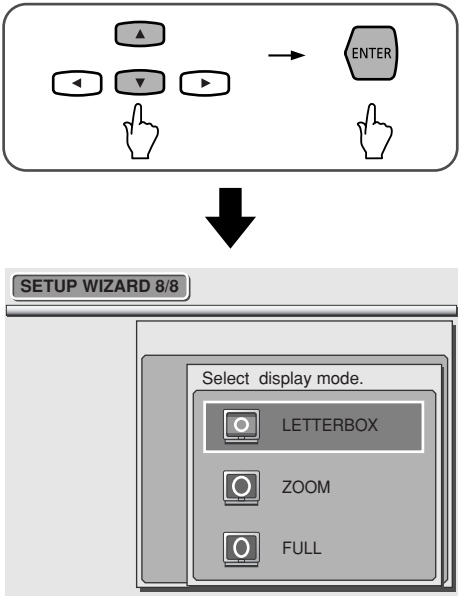 ENTER
SETUP WIZARD 8/8
Select display mode.
LETTERBOX
ZOOM
FULL